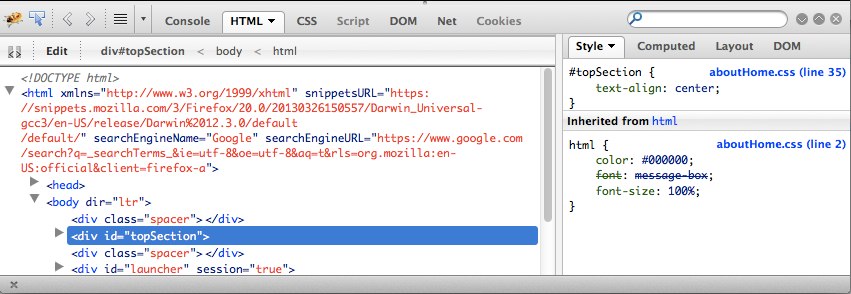 Console HTML CSS Script DOM Net Cookies
Edit div#topSection < body < html
<!DOCTYPE html>
<html xmlns="http://www.w3.org/1999/xhtml" snippetsURL="https:
//snippets.mozilla.com/3/Firefox/20.0/20130326150557/Darwin_Universal-
gcc3/en-US/release/Darwin%2012.3.0/default
/default/" searchEngineName="Google" searchEngineURL="https://www.google.com
/search?q=_searchTerms_&ie=utf-8&oe=utf-8&aq=t&rls=org.mozilla:en-
US:official&client=firefox-a">
<head>
<body dir="ltr">
<div class="spacer"></div>
<div id="topSection">
<div class="spacer"></div>
<div id="launcher" session="true">
Style Computed Layout DOM
#topSection { aboutHome.css (line 35)
text-align: center;
}
Inherited from html
html { aboutHome.css (line 2)
color: #000000;
font: message-box;
font-size: 100%;
}